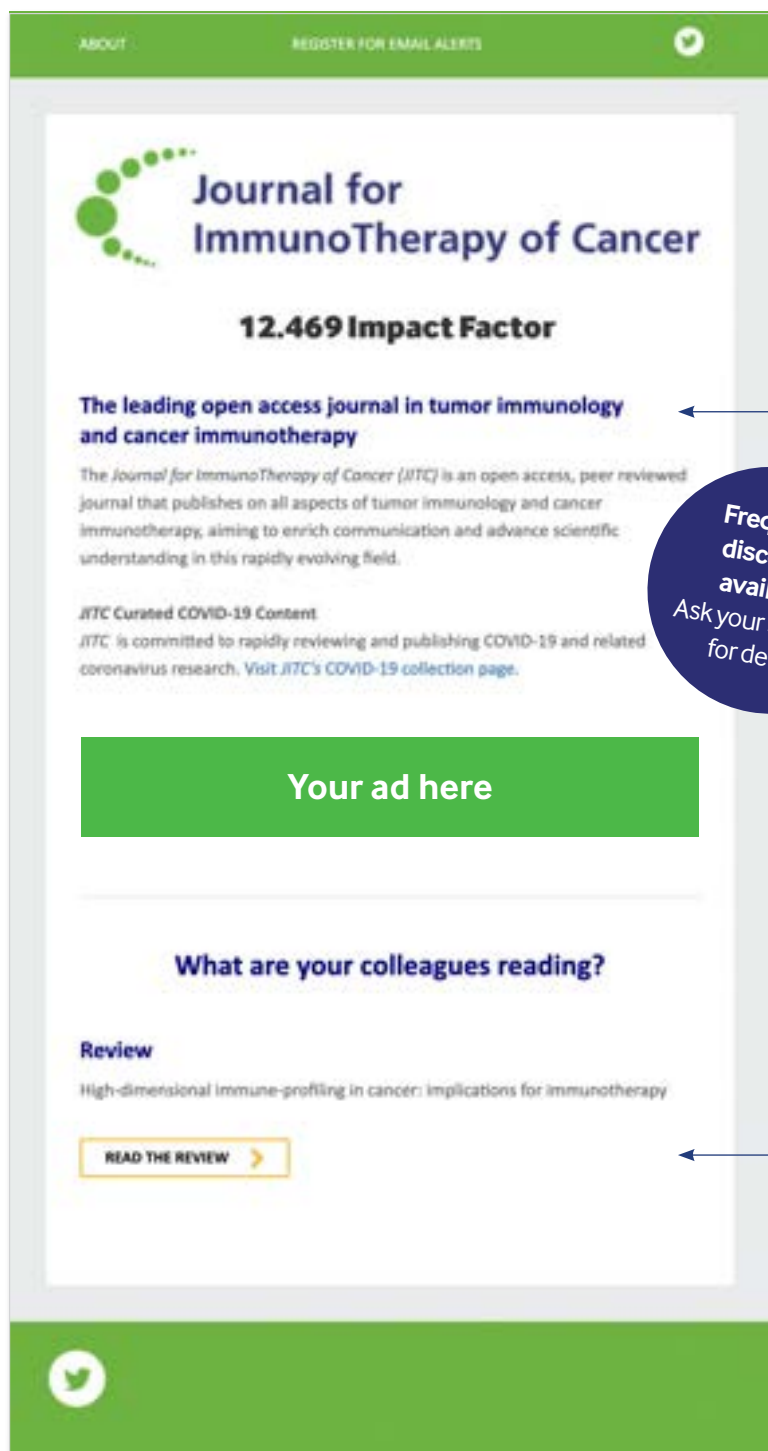 ABOUT
REGISTER FOR EMAIL ALERTS
Journal for
ImmunoTherapy of Cancer
12.469 Impact Factor
The leading open access journal in tumor immunology
and cancer immunotherapy
The Journal for ImmunoTherapy of Cancer (JITC) is an open access, peer reviewed
journal that publishes on all aspects of tumor immunology and cancer
immunotherapy, aiming to enrich communication and advance scientific
understanding in this rapidly evolving field.
JITC Curated COVID-19 Content
JITC is committed to rapidly reviewing and publishing COVID-19 and related
coronavirus research. Visit JITC's COVID-19 collection page.
Ask your
for
Your ad here
What are your colleagues reading?
Review
High-dimensional immune-profiling in cancer: implications for immunotherapy
READ THE REVIEW